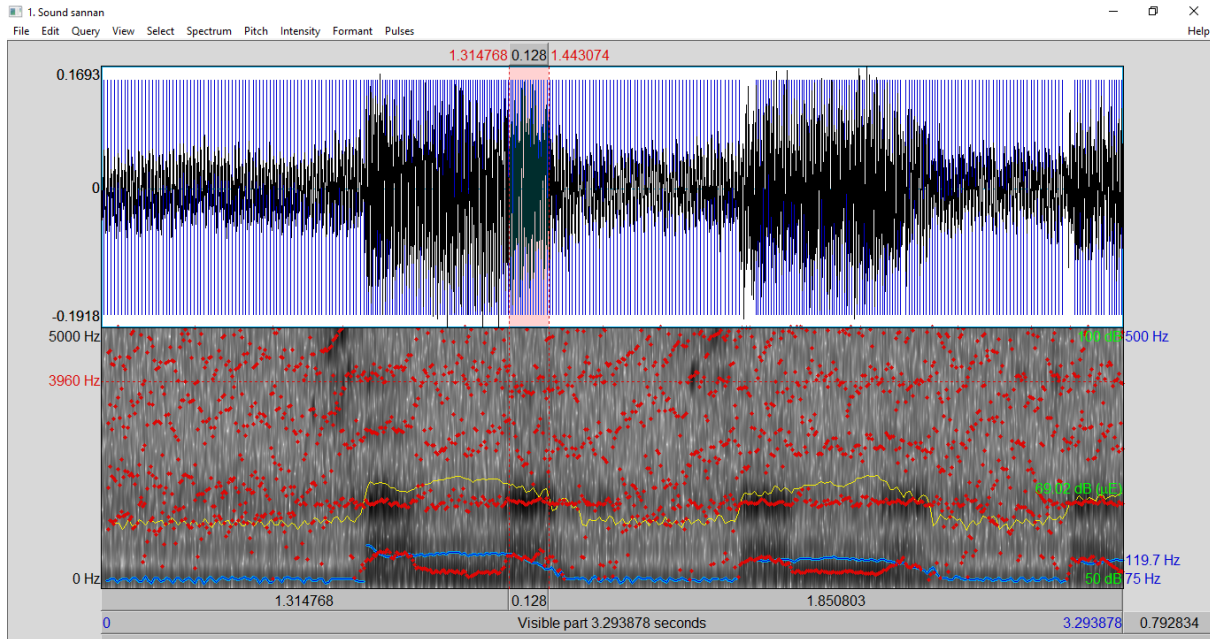 1. Sound sannan
File Edit Query View Select Spectrum Pitch Intensity Formant Pulses Help
1.314768 0.128 1.443074
0.1693
0
-0.1918
5000 Hz 100 dB 500 Hz
3960 Hz
69.02 dB (µE)
119.7 Hz
0 Hz 50 dB 75 Hz
1.314768 0.128 1.850803
0 Visible part 3.293878 seconds 3.293878 0.792834